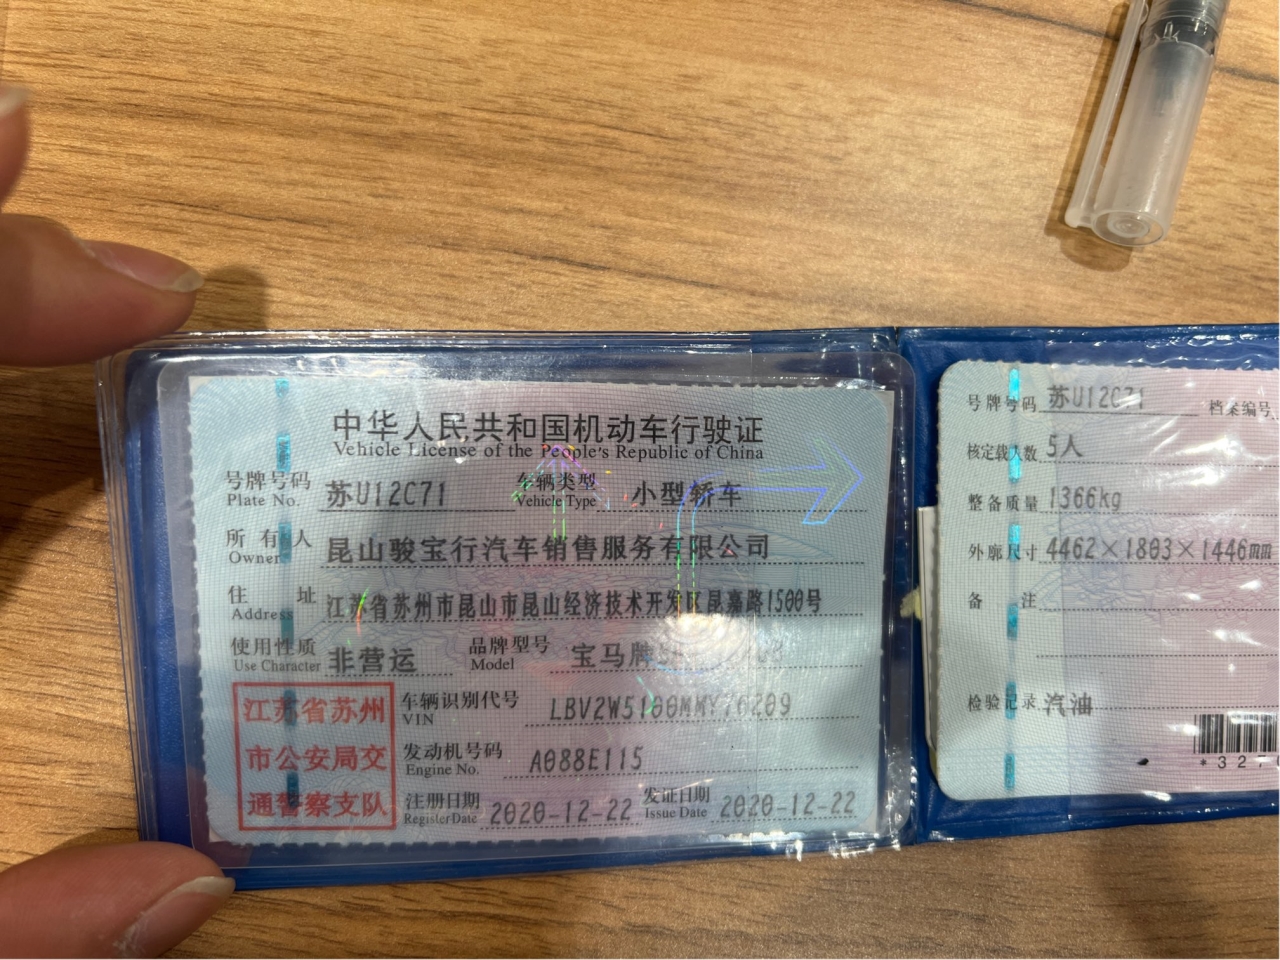 中华人民共和国机动车行驶证
Vehicle License of the People's Republic of China
号牌号码 苏U12C71 车辆类型 小型轿车
Plate No. Vehicle Type
所有人 昆山骏宝行汽车销售服务有限公司
Owner
住址 江苏省苏州市昆山市昆山经济技术开发区昆嘉路1500号
Address
使用性质 非营运 品牌型号 宝马牌
Use Character Model
江苏省苏州
市公安局交
通警察支队
车辆识别代号 LBV2W5100MMY76209
VIN
发动机号码 A088E115
Engine No.
注册日期 2020-12-22 发证日期 2020-12-22
Register Date Issue Date
号牌号码 苏U12C71 档案编号
核定载人数 5人
整备质量 1366kg
外廓尺寸 4462×1803×1446mm
备注
检验记录 汽油
*327